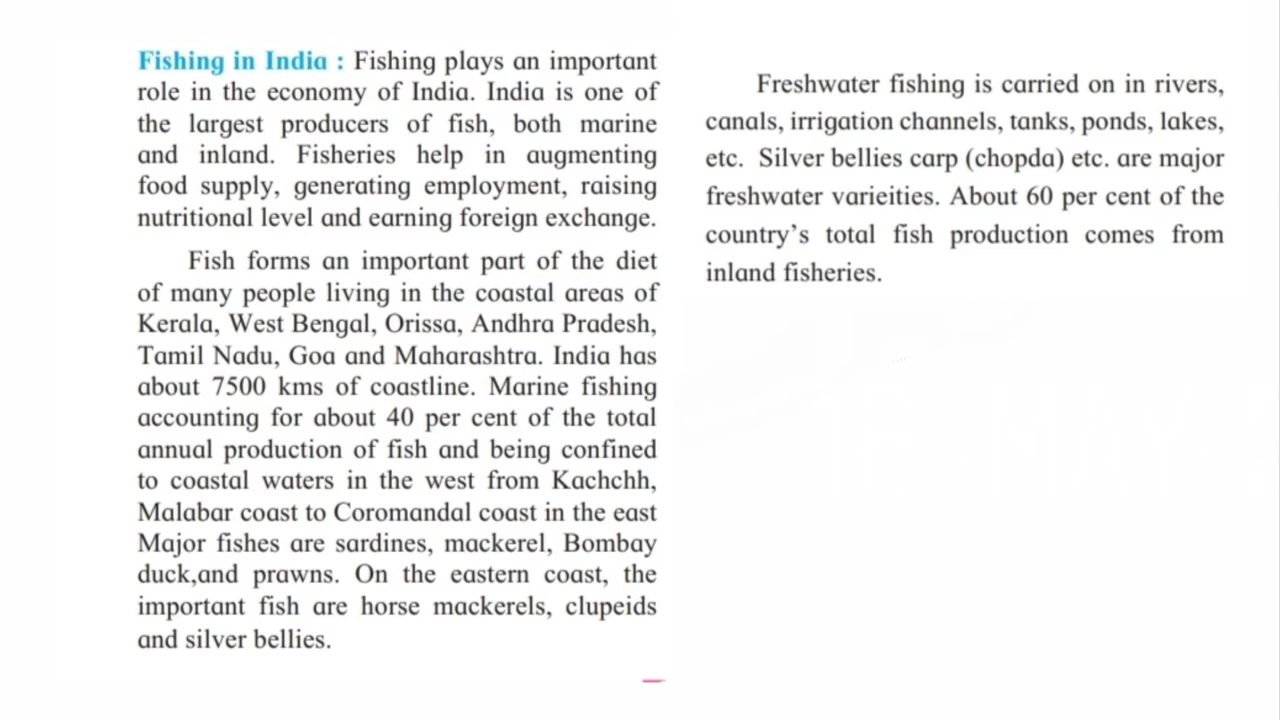 Fishing in India : Fishing plays an important
role in the economy of India. India is one of
the largest producers of fish, both marine
and inland. Fisheries help in augmenting
food supply, generating employment, raising
nutritional level and earning foreign exchange.
Fish forms an important part of the diet
of many people living in the coastal areas of
Kerala, West Bengal, Orissa, Andhra Pradesh,
Tamil Nadu, Goa and Maharashtra. India has
about 7500 kms of coastline. Marine fishing
accounting for about 40 per cent of the total
annual production of fish and being confined
to coastal waters in the west from Kachchh,
Malabar coast to Coromandal coast in the east
Major fishes are sardines, mackerel, Bombay
duck,and prawns. On the eastern coast, the
important fish are horse mackerels, clupeids
and silver bellies.
Freshwater fishing is carried on in rivers,
canals, irrigation channels, tanks, ponds, lakes,
etc. Silver bellies carp (chopda) etc. are major
freshwater varieities. About 60 per cent of the
country's total fish production comes from
inland fisheries.